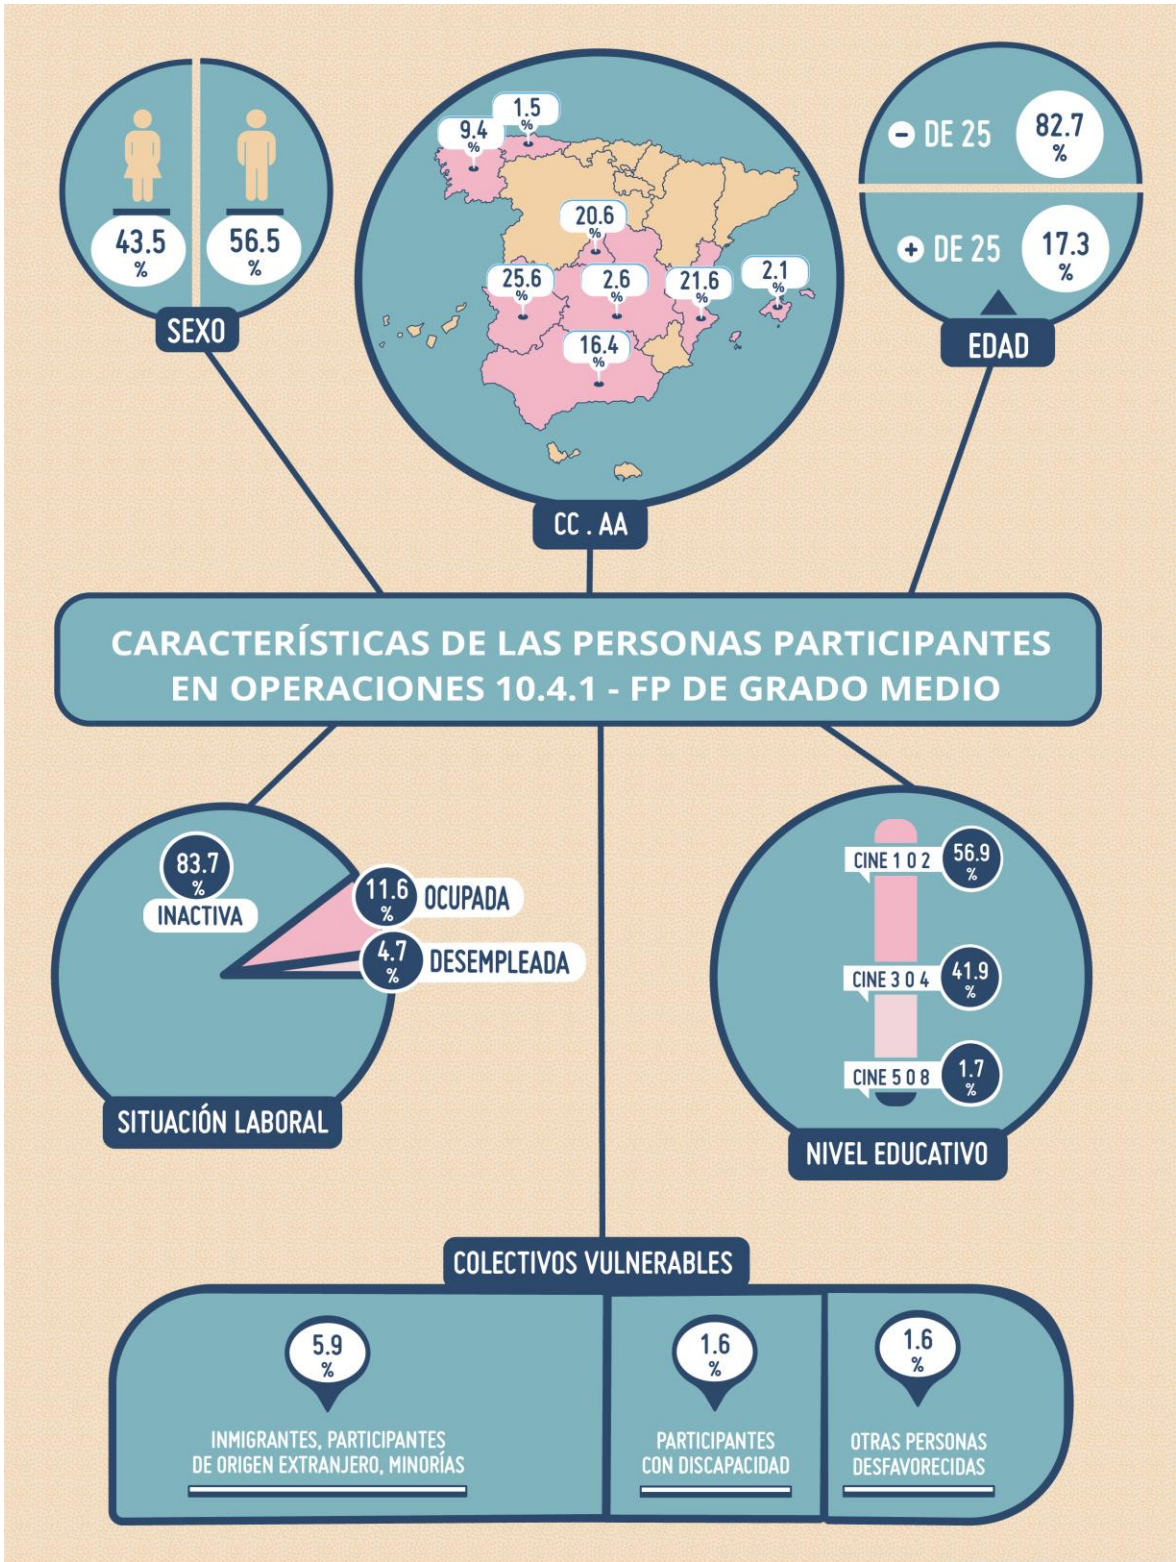 43.5
%
56.5
%
SEXO
1.5
%
9.4
%
20.6
%
25.6
%
2.6
%
21.6
%
2.1
%
16.4
%
CC . AA
- DE 25
82.7
%
+ DE 25
17.3
%
EDAD
CARACTERÍSTICAS DE LAS PERSONAS PARTICIPANTES
EN OPERACIONES 10.4.1 - FP DE GRADO MEDIO
83.7
%
INACTIVA
11.6
%
OCUPADA
4.7
%
DESEMPLEADA
SITUACIÓN LABORAL
CINE 1 O 2
56.9
%
CINE 3 O 4
41.9
%
CINE 5 O 8
1.7
%
NIVEL EDUCATIVO
COLECTIVOS VULNERABLES
5.9
%
INMIGRANTES, PARTICIPANTES
DE ORIGEN EXTRANJERO, MINORÍAS
1.6
%
PARTICIPANTES
CON DISCAPACIDAD
1.6
%
OTRAS PERSONAS
DESFAVORECIDAS